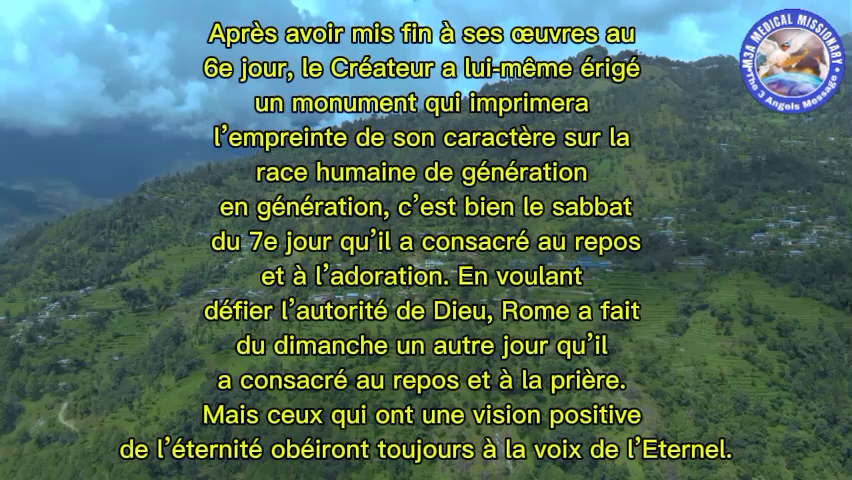 Après avoir mis fin à ses œuvres au
6e jour, le Créateur a lui-même érigé
un monument qui imprimera
l’empreinte de son caractère sur la
race humaine de génération
en génération, c’est bien le sabbat
du 7e jour qu’il a consacré au repos
et à l’adoration. En voulant
défier l’autorité de Dieu, Rome a fait
du dimanche un autre jour qu’il
a consacré au repos et à la prière.
Mais ceux qui ont une vision positive
de l’éternité obéiront toujours à la voix de l’Eternel.
M3A MEDICAL MISSIONARY
The 3 Angels Message